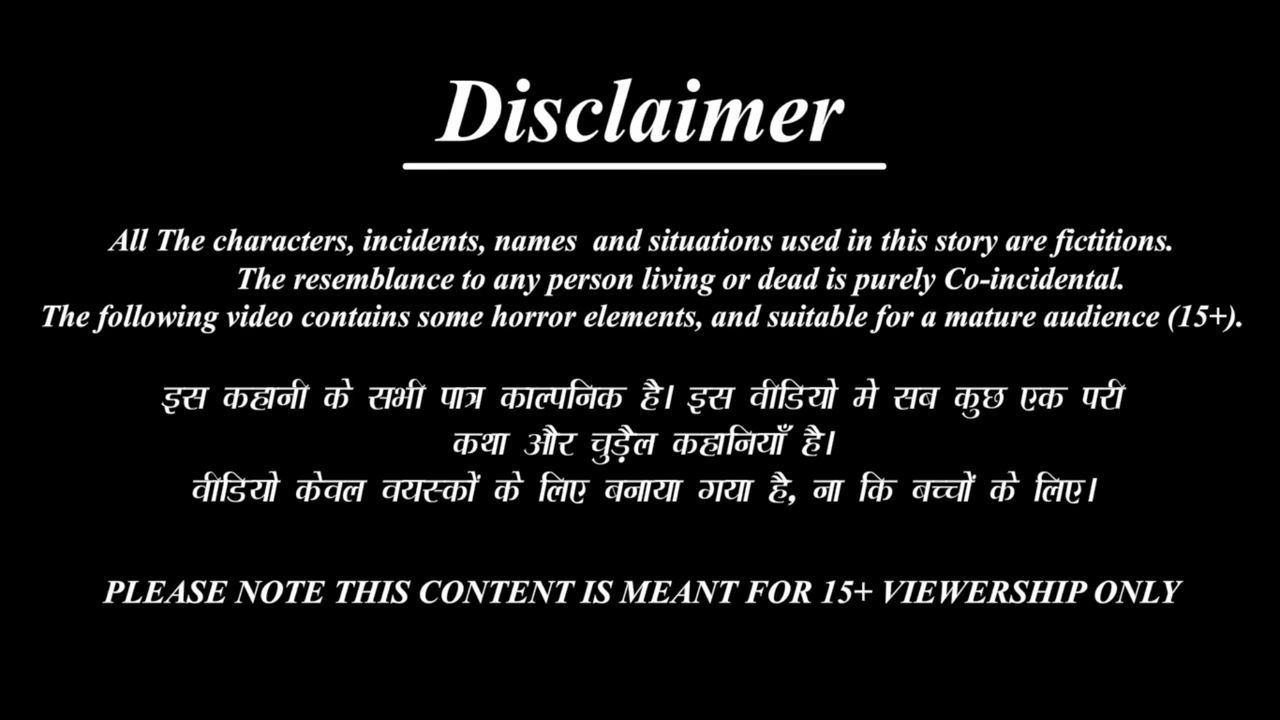 Disclaimer
All The characters, incidents, names and situations used in this story are fictitions.
The resemblance to any person living or dead is purely Co-incidental.
The following video contains some horror elements, and suitable for a mature audience (15+).
इस कहानी के सभी पात्र काल्पनिक है। इस वीडियो मे सब कुछ एक परी
कथा और चुड़ैल कहानियाँ है।
वीडियो केवल वयस्कों के लिए बनाया गया है, ना कि बच्चों के लिए।
PLEASE NOTE THIS CONTENT IS MEANT FOR 15+ VIEWERSHIP ONLY